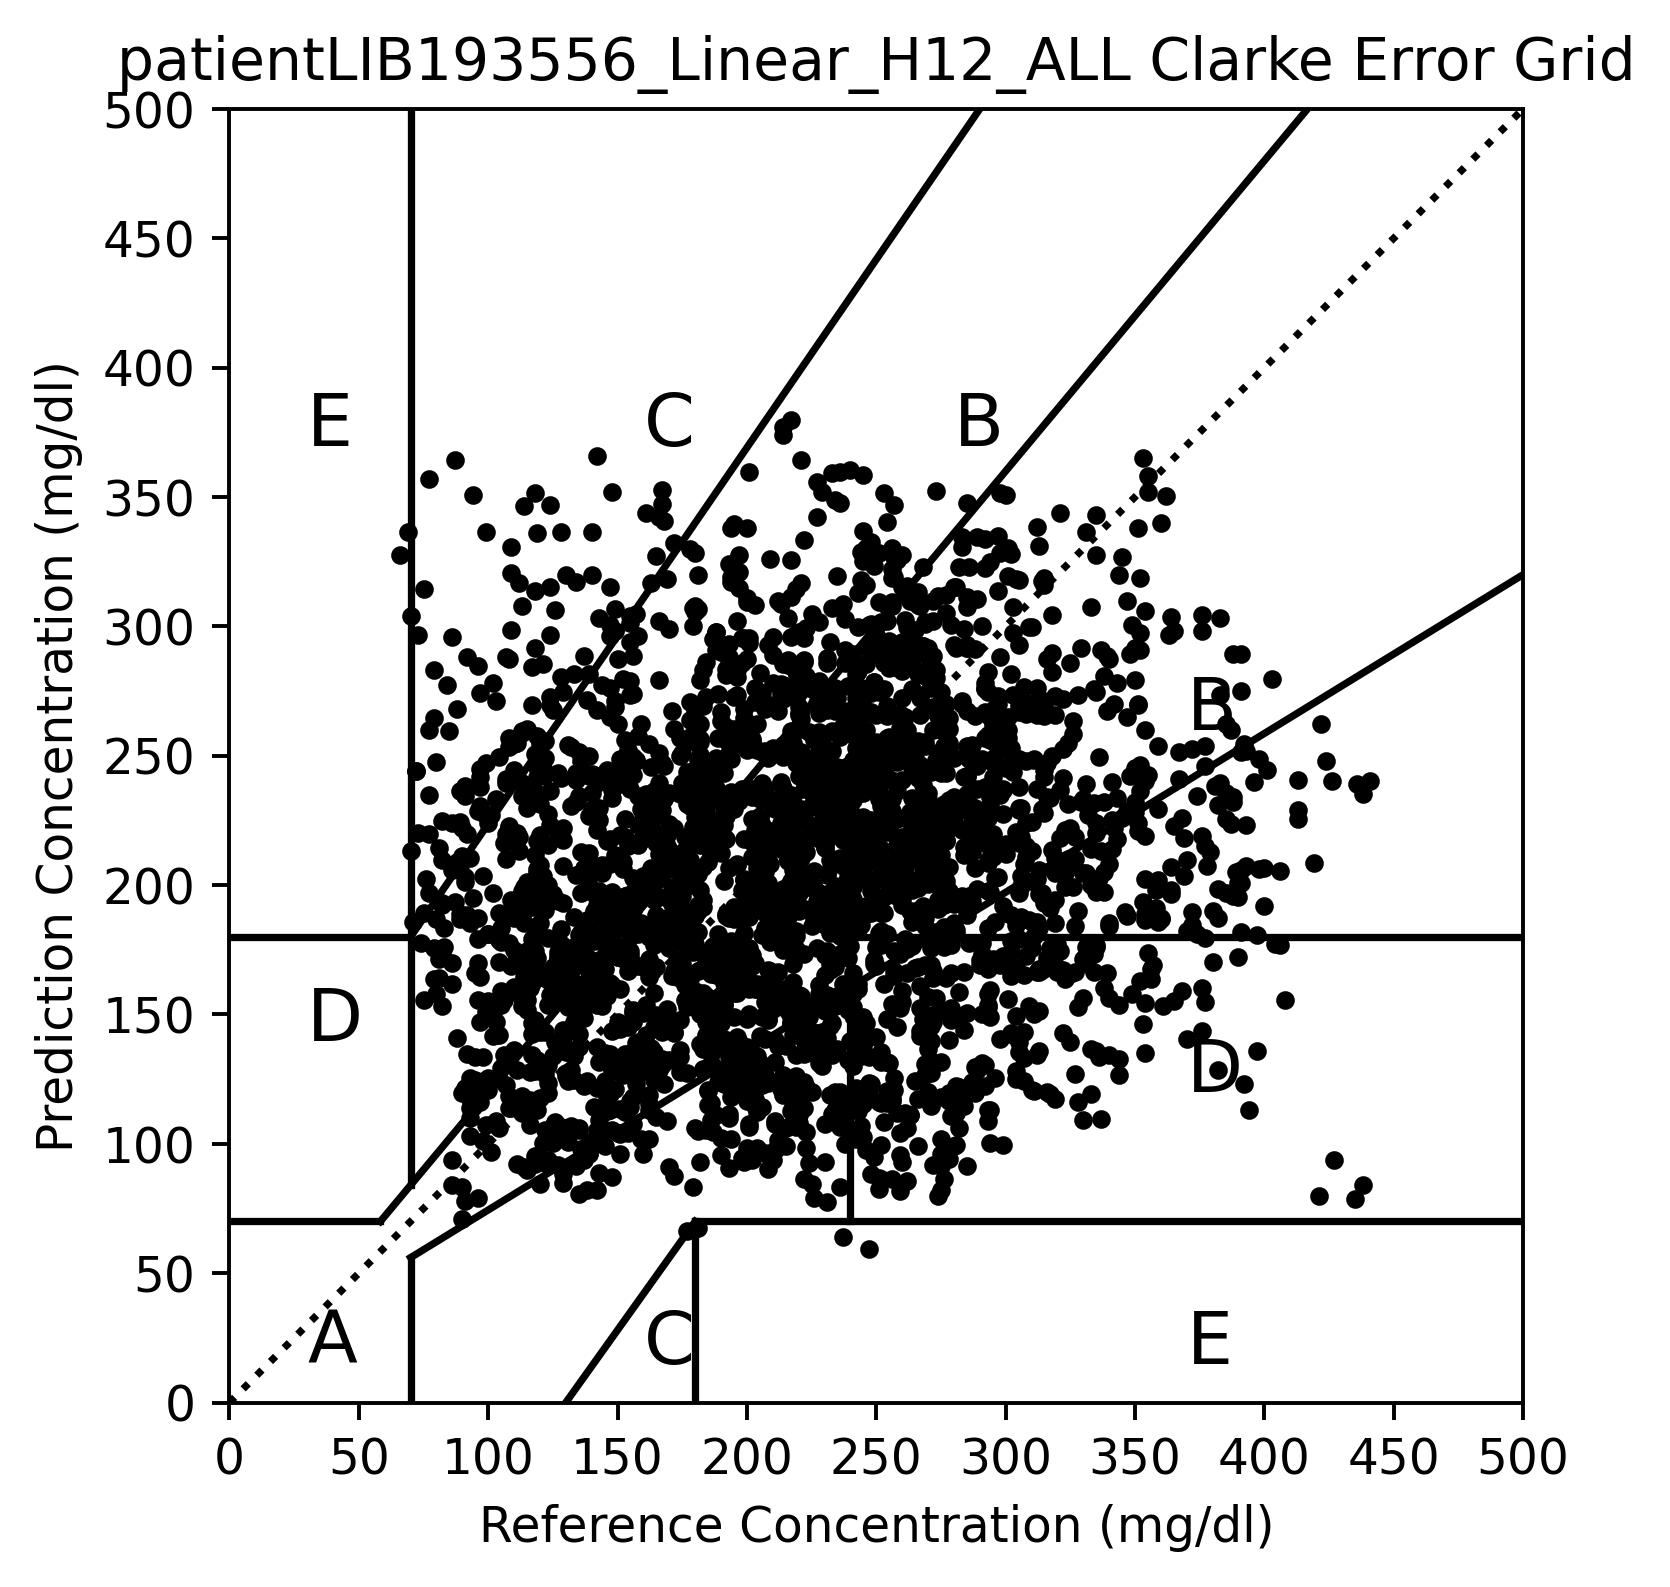 patientLIB193556_Linear_H12_ALL Clarke Error Grid
500
450
400
350
300
250
200
150
100
50
0
Prediction Concentration (mg/dl)
E
C
B
B
D
D
A
C
E
0 50 100 150 200 250 300 350 400 450 500
Reference Concentration (mg/dl)